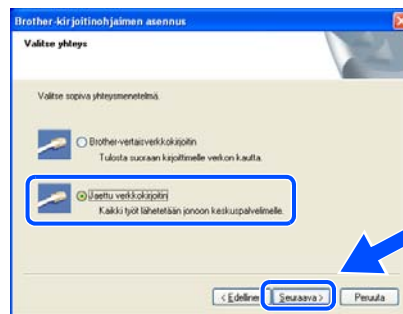 Brother-kirjoitinohjaimen asennus
Valitse yhteys
Valitse sopiva yhteysmenetelmä.
Brother-vertaisverkkokirjoitin
Tulosta suoraan kirjoittimelle verkon kautta.
Jaettu verkkokirjoitin
Kaikki työt lähetetään jonoon keskuspalvelimelle.
< Edellinen Seuraava > Peruuta